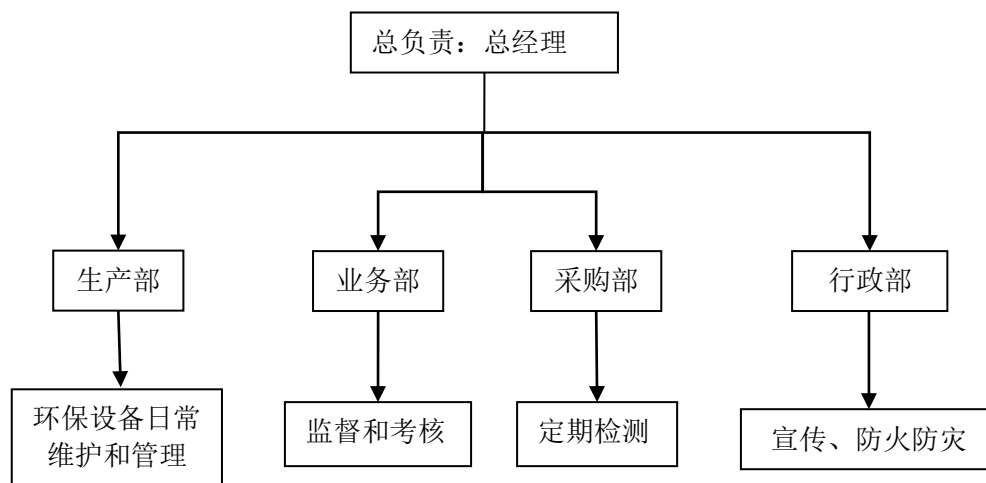 总负责：总经理
生产部
业务部
采购部
行政部
环保设备日常
维护和管理
监督和考核
定期检测
宣传、防火防灾